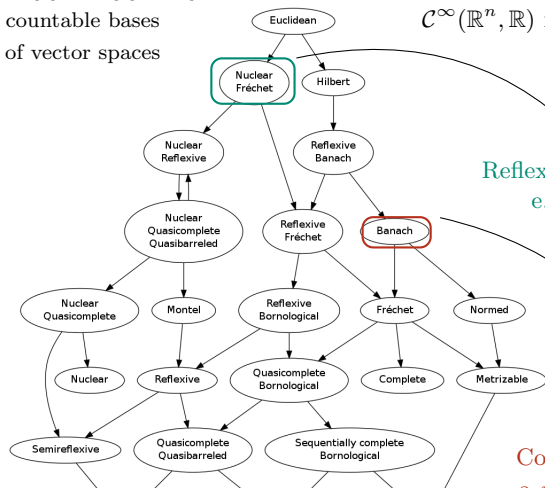 countable bases
of vector spaces
C^∞(ℝ^n, ℝ)
Euclidean
Nuclear
Fréchet
Hilbert
Nuclear
Reflexive
Reflexive
Banach
Reflex
e.
Nuclear
Quasicomplete
Quasibarreled
Reflexive
Fréchet
Banach
Nuclear
Quasicomplete
Montel
Reflexive
Bornological
Fréchet
Normed
Nuclear
Reflexive
Quasicomplete
Bornological
Complete
Metrizable
Semireflexive
Quasicomplete
Quasibarreled
Sequentially complete
Bornological
Co